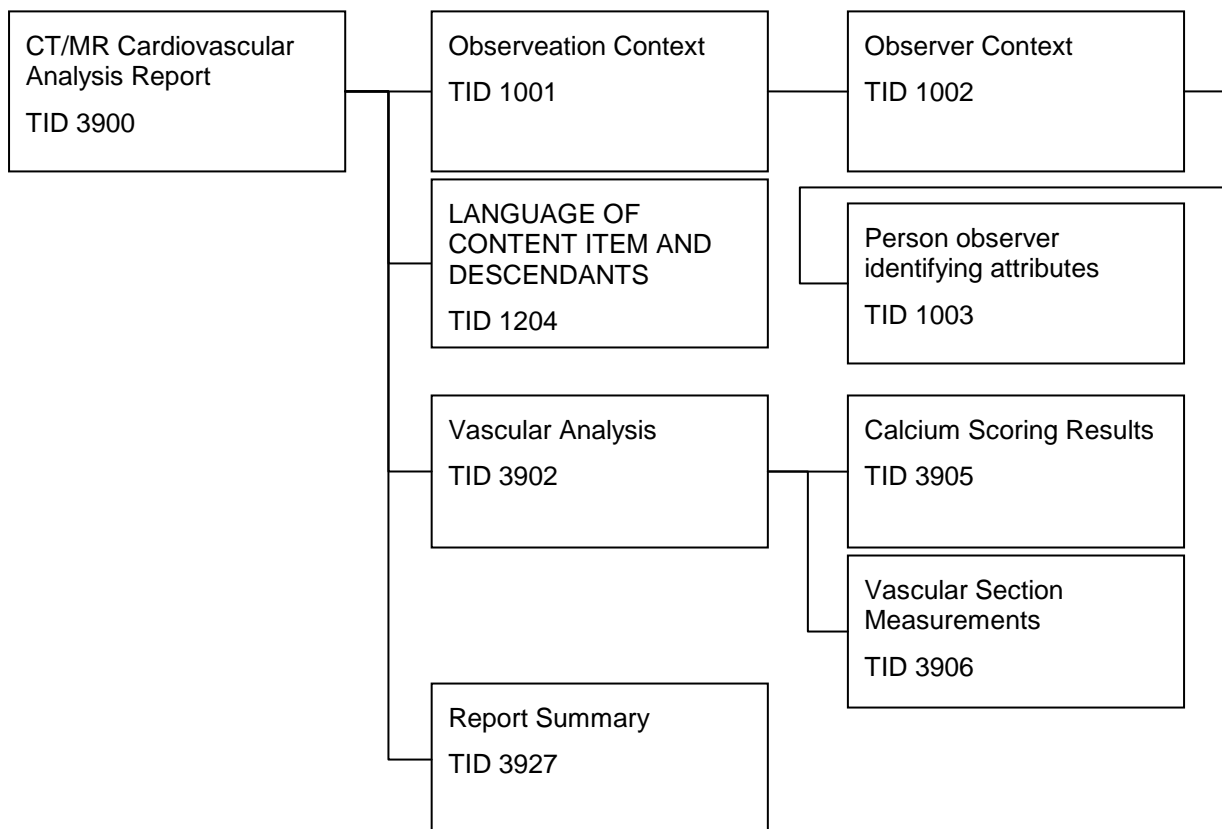 CT/MR Cardiovascular
Analysis Report
TID 3900
Observeation Context
TID 1001
Observer Context
TID 1002
LANGUAGE OF
CONTENT ITEM AND
DESCENDANTS
TID 1204
Person observer
identifying attributes
TID 1003
Vascular Analysis
TID 3902
Calcium Scoring Results
TID 3905
Vascular Section
Measurements
TID 3906
Report Summary
TID 3927